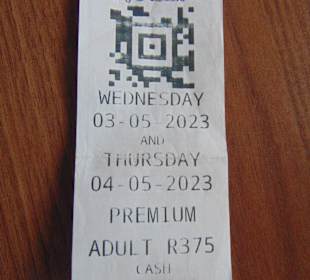 WEDNESDAY
03-05-2023
AND
THURSDAY
04-05-2023
PREMIUM
ADULT R375
CASH